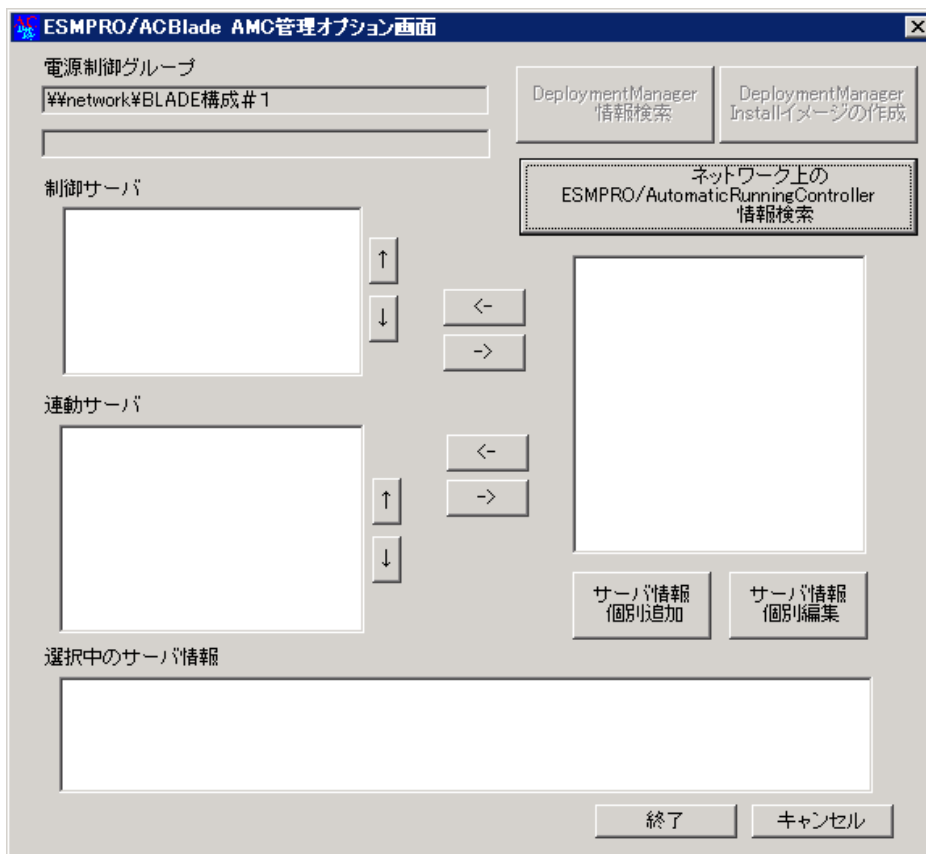 ESMPRO/ACBlade AMC管理オプション画面
電源制御グループ
¥¥network¥BLADE構成＃１
DeploymentManager
情報検索
DeploymentManager
Installイメージの作成
ネットワーク上の
ESMPRO/AutomaticRunningController
情報検索
制御サーバ
↑
↓
<-
->
連動サーバ
↑
↓
<-
->
サーバ情報
個別追加
サーバ情報
個別編集
選択中のサーバ情報
終了
キャンセル